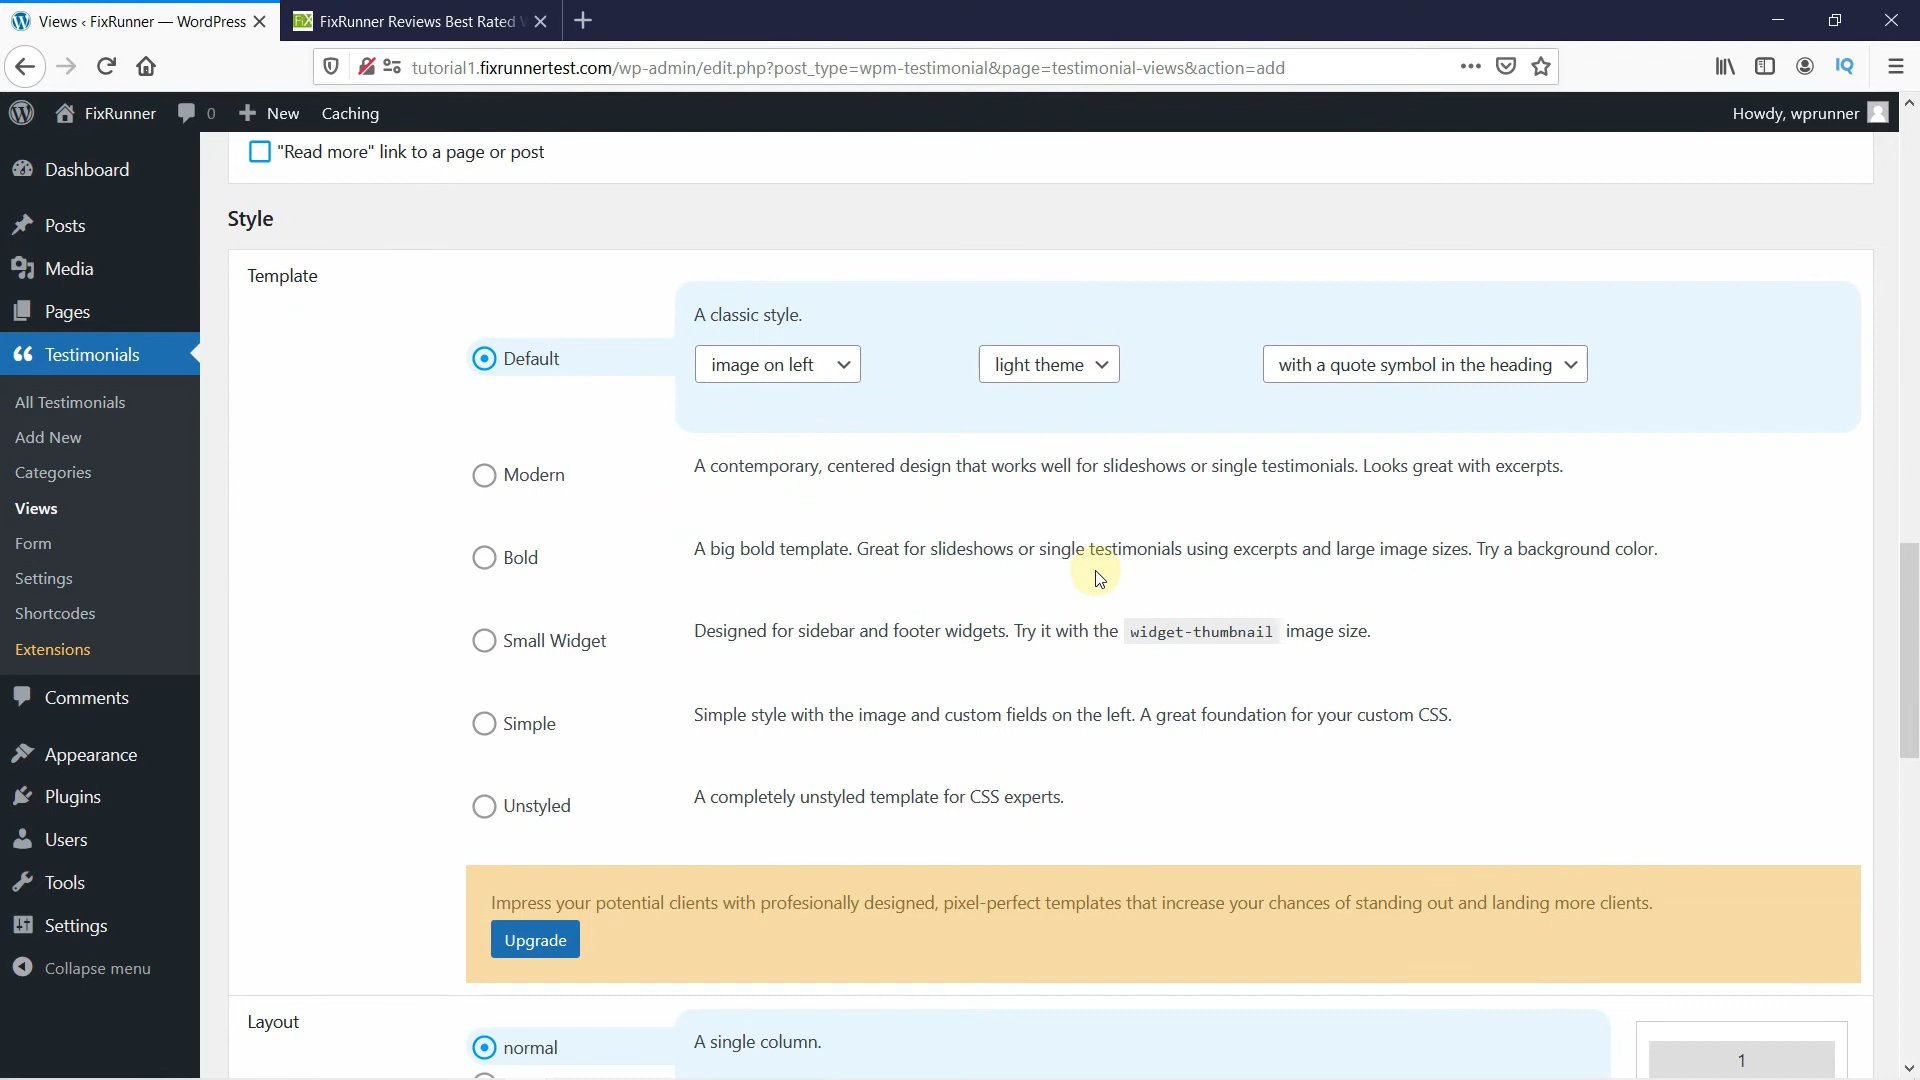 Views ‹ FixRunner — WordPress
FixRunner Reviews Best Rated
tutorial1.fixrunnertest.com/wp-admin/edit.php?post_type=wpm-testimonial&page=testimonial-views&action=add
IQ
FixRunner
0
New
Caching
Howdy, wprunner
Dashboard
Posts
Media
Pages
Testimonials
All Testimonials
Add New
Categories
Views
Form
Settings
Shortcodes
Extensions
Comments
Appearance
Plugins
Users
Tools
Settings
Collapse menu
"Read more" link to a page or post
Style
Template
A classic style.
Default
image on left
light theme
with a quote symbol in the heading
Modern
A contemporary, centered design that works well for slideshows or single testimonials. Looks great with excerpts.
Bold
A big bold template. Great for slideshows or single testimonials using excerpts and large image sizes. Try a background color.
Small Widget
Designed for sidebar and footer widgets. Try it with the widget-thumbnail image size.
Simple
Simple style with the image and custom fields on the left. A great foundation for your custom CSS.
Unstyled
A completely unstyled template for CSS experts.
Impress your potential clients with profesionally designed, pixel-perfect templates that increase your chances of standing out and landing more clients.
Upgrade
Layout
normal
A single column.
1